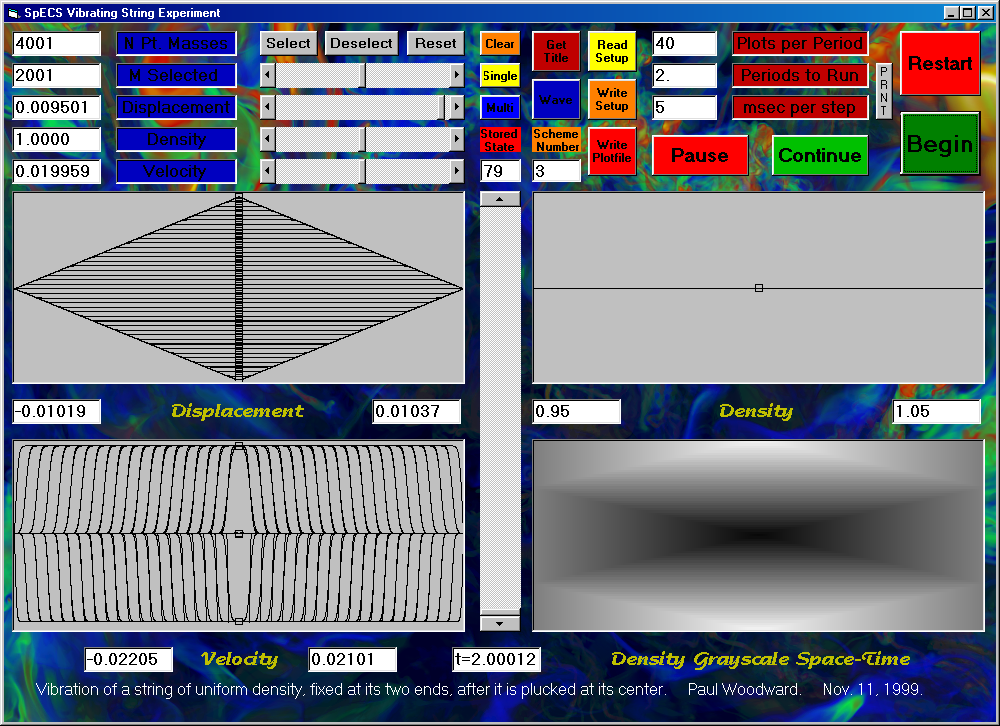 SpECS Vibrating String Experiment
4001 N Pt. Masses Select Deselect Reset Clear Get Title Read Setup 40 Plots per Period Restart
2001 M Selected Single 2. Periods to Run PRNT
0.009501 Displacement Multi Wave Write Setup 5 msec per step
1.0000 Density Stored State Scheme Number Write Plotfile Pause Continue Begin
0.019959 Velocity 79 3
-0.01019 Displacement 0.01037 0.95 Density 1.05
-0.02205 Velocity 0.02101 t=2.00012 Density Grayscale Space-Time
Vibration of a string of uniform density, fixed at its two ends, after it is plucked at its center. Paul Woodward. Nov. 11, 1999.